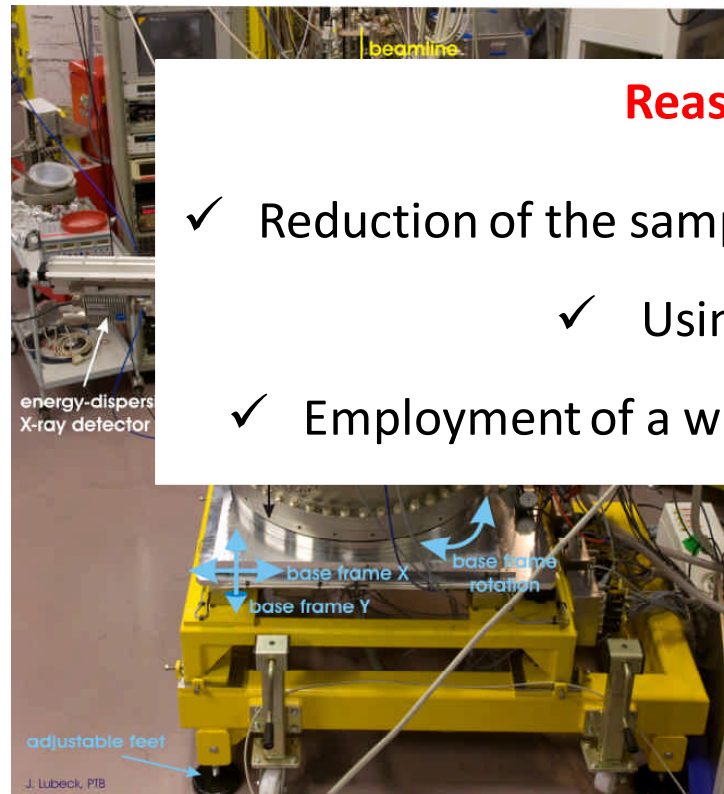 beamline
Reas
✓ Reduction of the samp
✓ Usin
✓ Employment of a w
energy-dispersi
X-ray detector
base frame X
base frame
rotation
base frame Y
adjustable feet
J. Lubeck, PTB